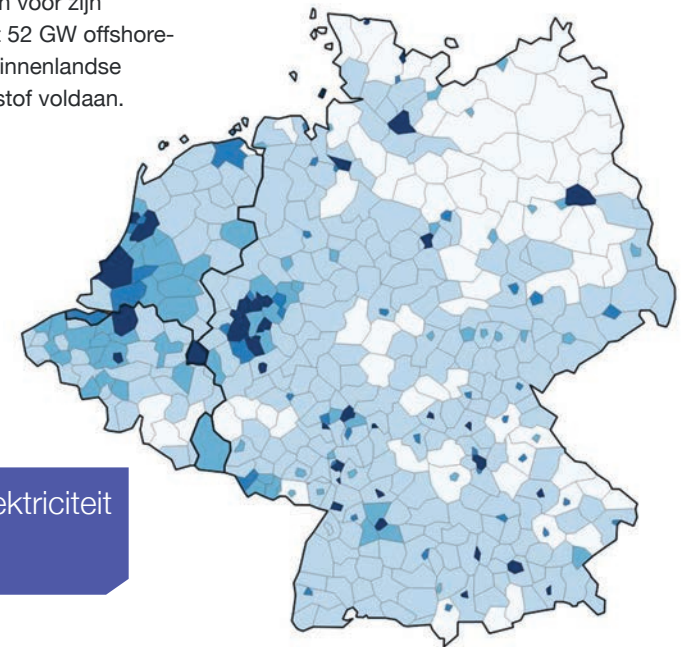 n voor zijn
52 GW offshore-
innenlandse
stof voldaan.
ektriciteit